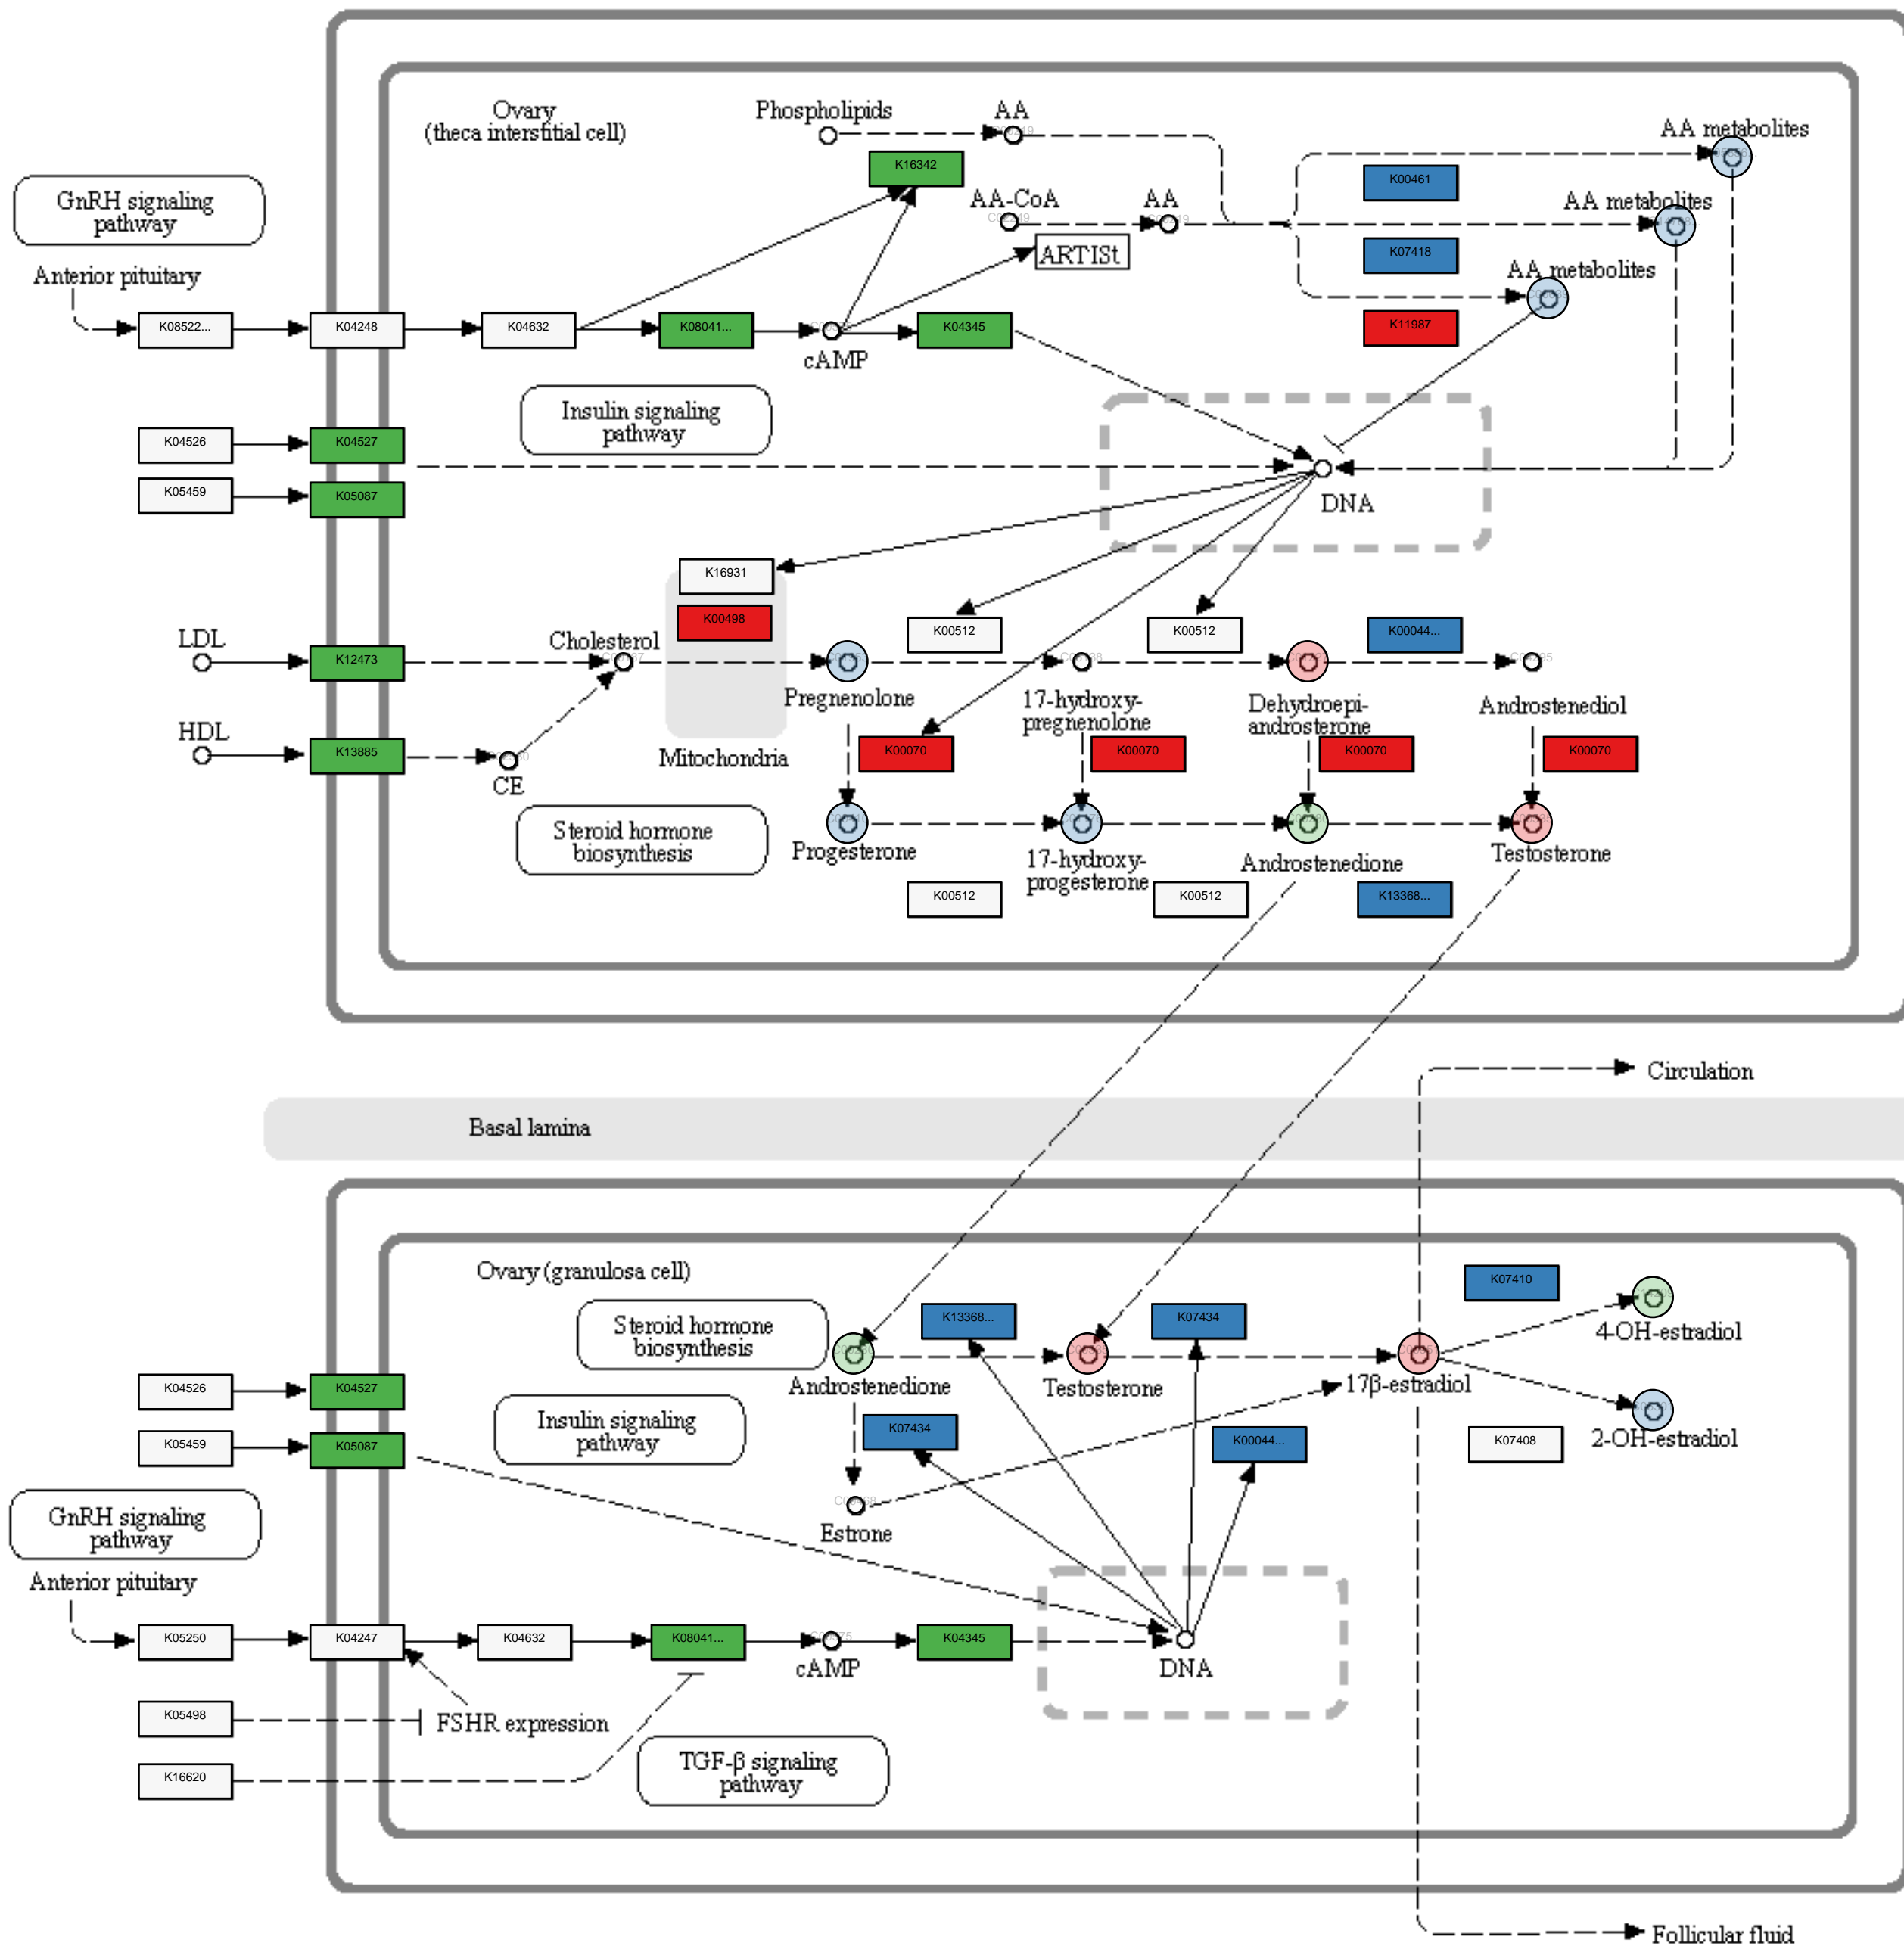 Ovary
(theca interstitial cell)
Phospholipids
AA
AA metabolites
K16342
K00461
GnRH signaling
pathway
AA-CoA
AA
AA metabolites
ARTISt
K07418
Anterior pituitary
AA metabolites
K08522...
K04248
K04632
K08041...
cAMP
K04345
K11987
Insulin signaling
pathway
K04526
K04527
K05459
K05087
DNA
K16931
K00498
K00512
K00512
K00044...
LDL
K12473
Cholesterol
Pregnenolone
17-hydroxy-
pregnenolone
Dehydroepi-
androsterone
Androstenediol
HDL
K13885
CE
Mitochondria
K00070
K00070
K00070
K00070
Steroid hormone
biosynthesis
Progesterone
17-hydroxy-
progesterone
Androstenedione
Testosterone
K00512
K00512
K13368...
Circulation
Basal lamina
Ovary (granulosa cell)
K07410
Steroid hormone
biosynthesis
K13368...
K07434
4-OH-estradiol
Androstenedione
Testosterone
17β-estradiol
K04526
K04527
Insulin signaling
pathway
K07434
K00044...
K07408
2-OH-estradiol
K05459
K05087
Estrone
GnRH signaling
pathway
Anterior pituitary
K05250
K04247
K04632
K08041...
cAMP
K04345
DNA
K05498
FSHR expression
K16620
TGF-β signaling
pathway
Follicular fluid